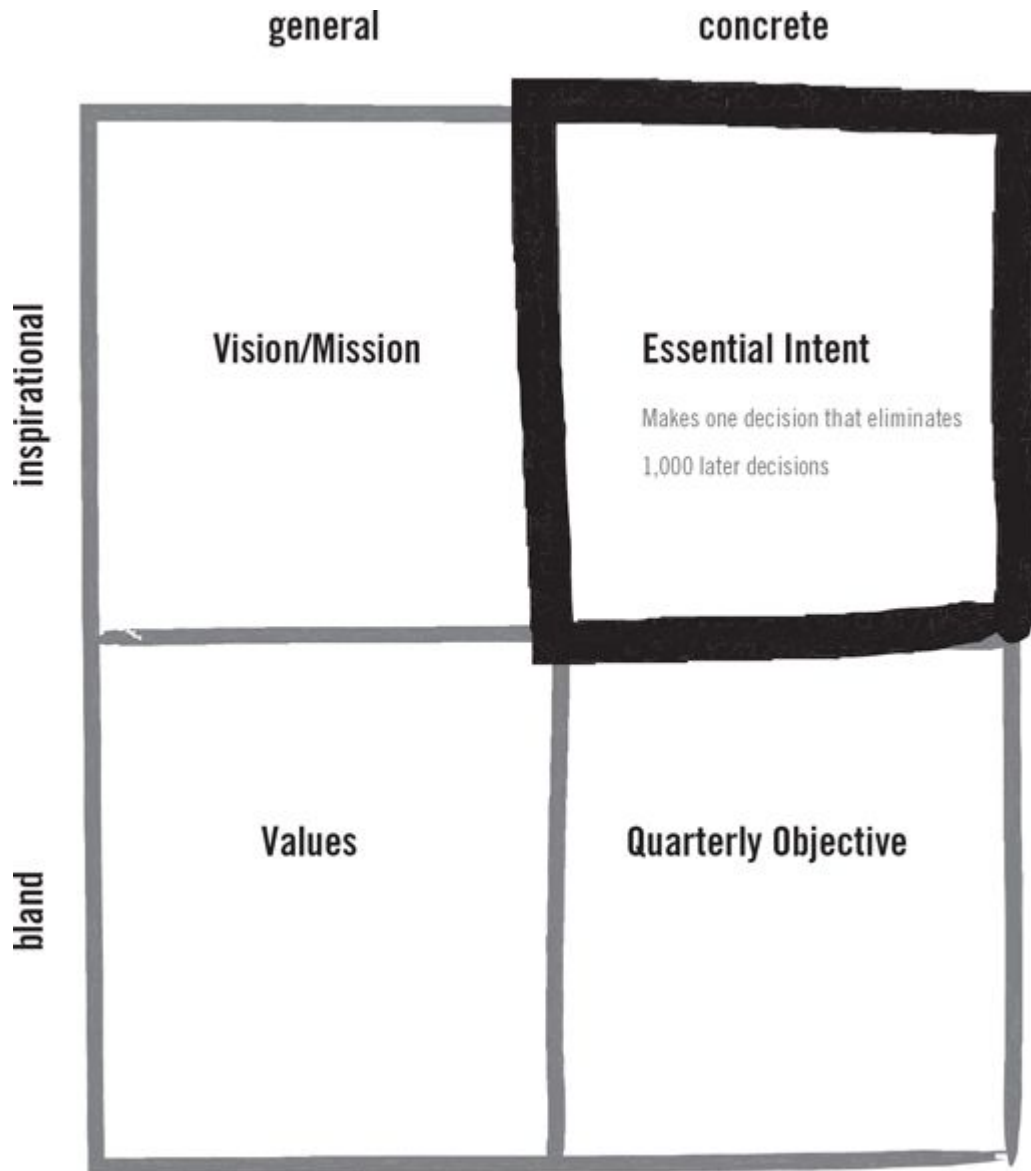 general
concrete
inspirational
Vision/Mission
Essential Intent
Makes one decision that eliminates
1,000 later decisions
bland
Values
Quarterly Objective